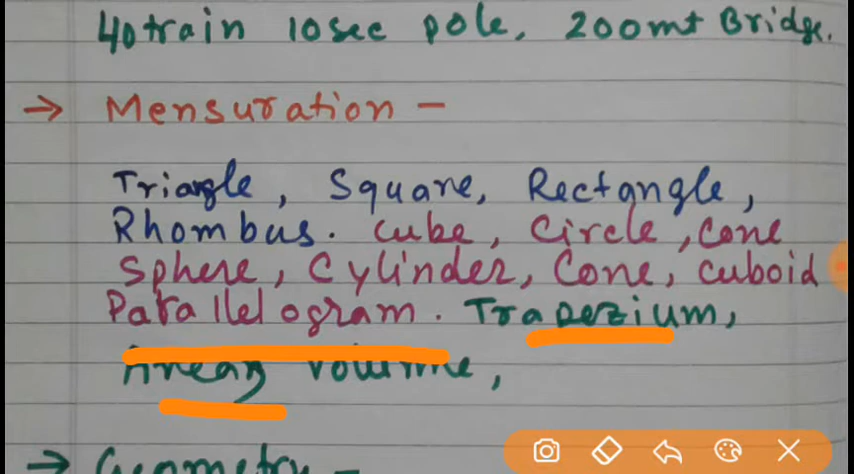 40train 10sec pole, 200mt Bridge.
→ Mensuration -
Triangle, Square, Rectangle,
Rhombus. Cube, Circle, Cone
Sphere, Cylinder, Cone, cuboid
Parallelogram. Trapezium,
Area, volume,
→ Geometry -